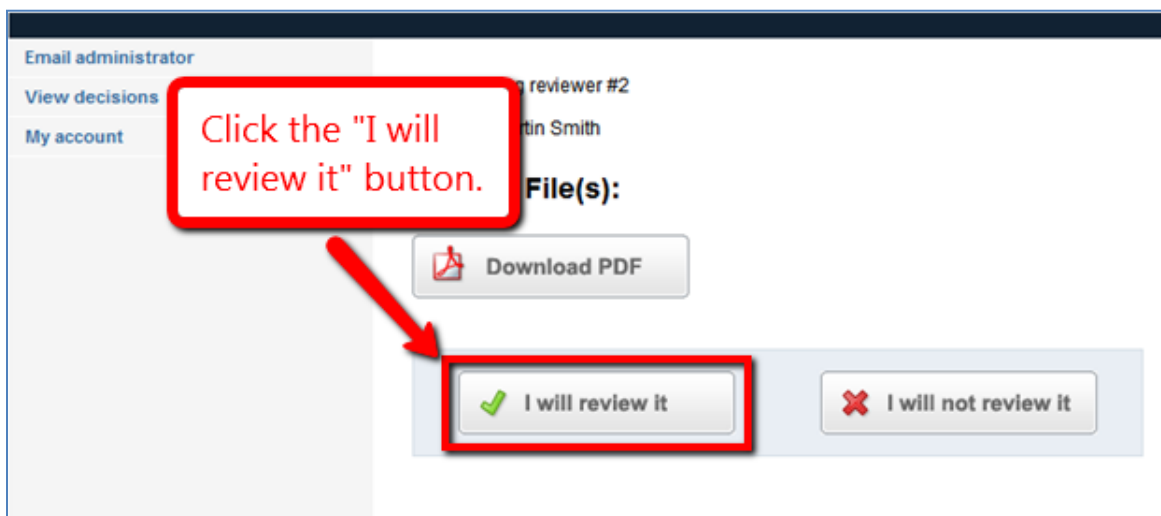 Email administrator
View decisions
My account
reviewer #2
Smith
File(s):
Click the "I will
review it" button.
Download PDF
I will review it
I will not review it